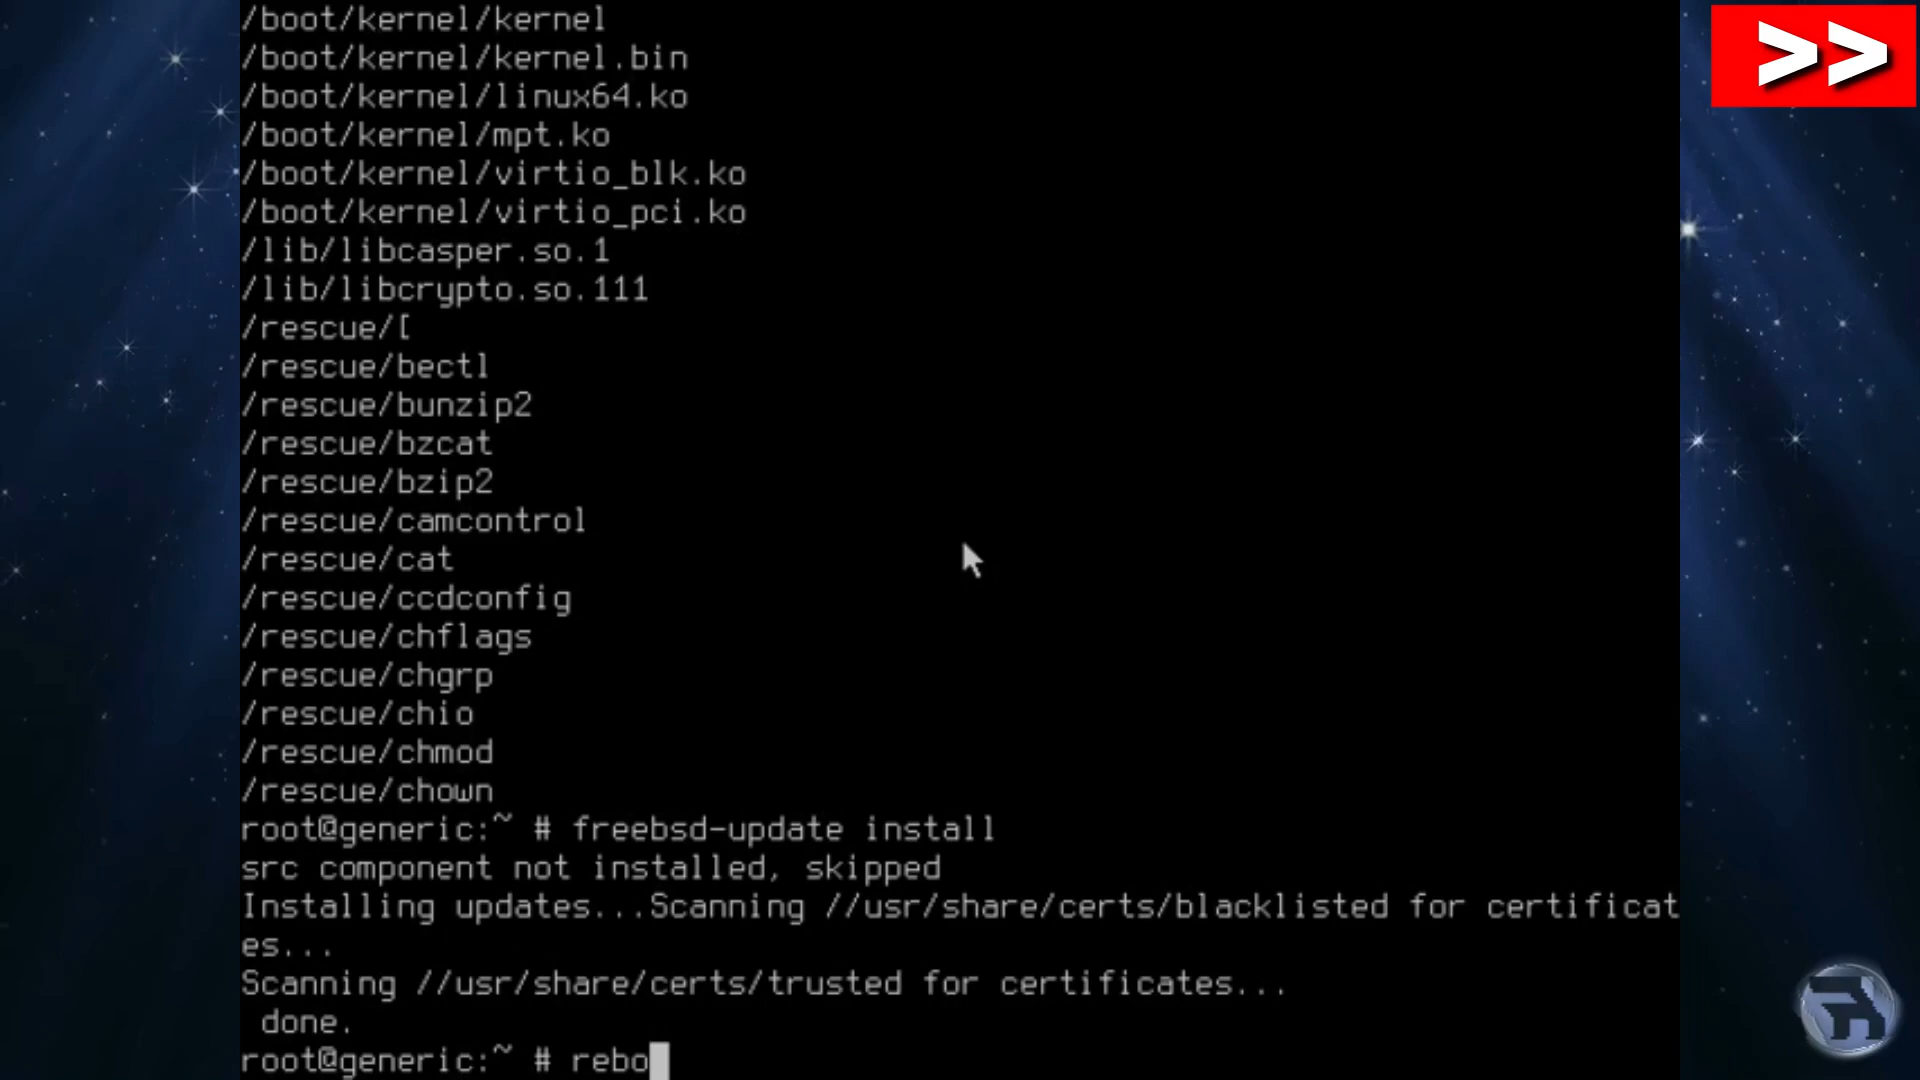 /boot/kernel/kernel
>>
/boot/kernel/kernel.bin
/boot/kernel/linux64.ko
/boot/kernel/mpt.ko
/boot/kernel/virtio_blk.ko
/boot/kernel/virtio_pci.ko
/lib/libcasper.so.1
/lib/libcrypto.so.111
/rescue/[
/rescue/bectl
/rescue/bunzip2
/rescue/bzcat
/rescue/bzip2
/rescue/camcontrol
/rescue/cat
/rescue/ccdconfig
/rescue/chflags
/rescue/chgrp
/rescue/chio
/rescue/chmod
/rescue/chown
root@generic:~ # freebsd-update install
src component not installed, skipped
Installing updates...Scanning //usr/share/certs/blacklisted for certificat
es...
Scanning //usr/share/certs/trusted for certificates...
 done.
root@generic:~ # rebo